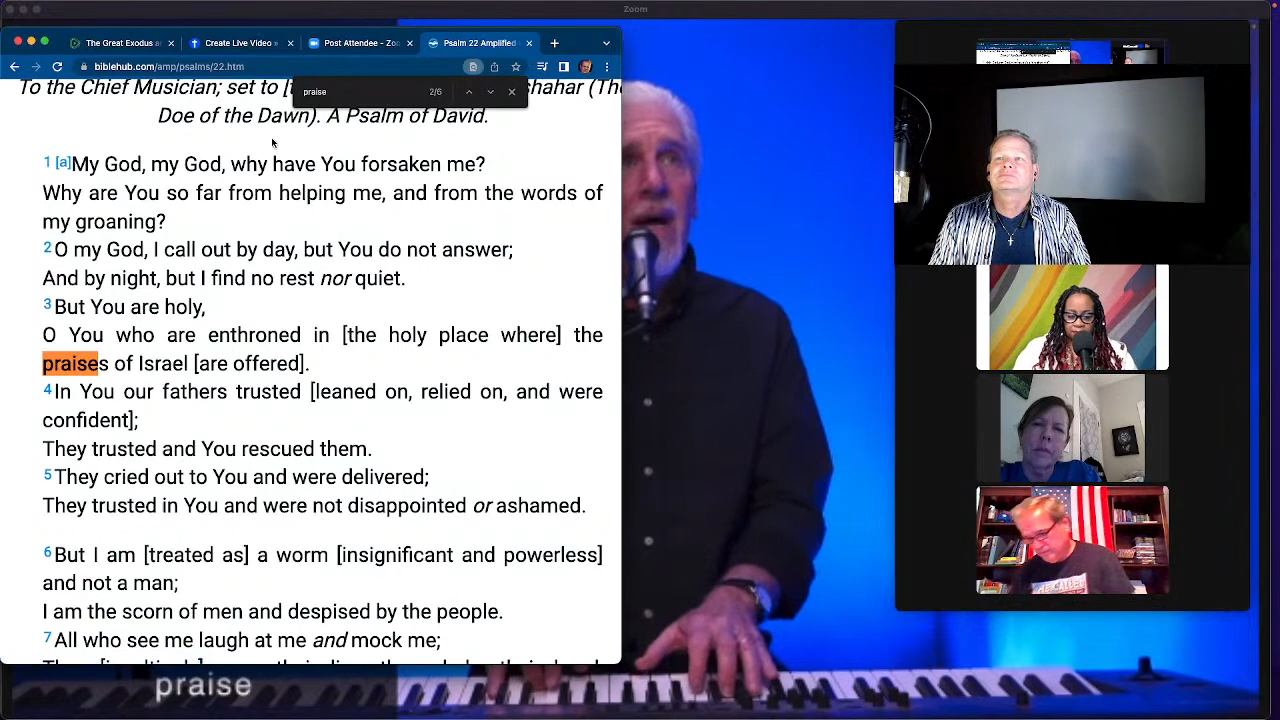 Zoom
The Great Exodus an
Create Live Video
Post Attendee - Zo
Psalm 22 Amplified
biblehub.com/amp/psalms/22.htm
praise 2/6
To the Chief Musician; set to [t shahar (The
Doe of the Dawn). A Psalm of David.
1 [a]My God, my God, why have You forsaken me?
Why are You so far from helping me, and from the words of
my groaning?
2 O my God, I call out by day, but You do not answer;
And by night, but I find no rest nor quiet.
3 But You are holy,
O You who are enthroned in [the holy place where] the
praises of Israel [are offered].
4 In You our fathers trusted [leaned on, relied on, and were
confident];
They trusted and You rescued them.
5 They cried out to You and were delivered;
They trusted in You and were not disappointed or ashamed.
6 But I am [treated as] a worm [insignificant and powerless]
and not a man;
I am the scorn of men and despised by the people.
7 All who see me laugh at me and mock me;
praise